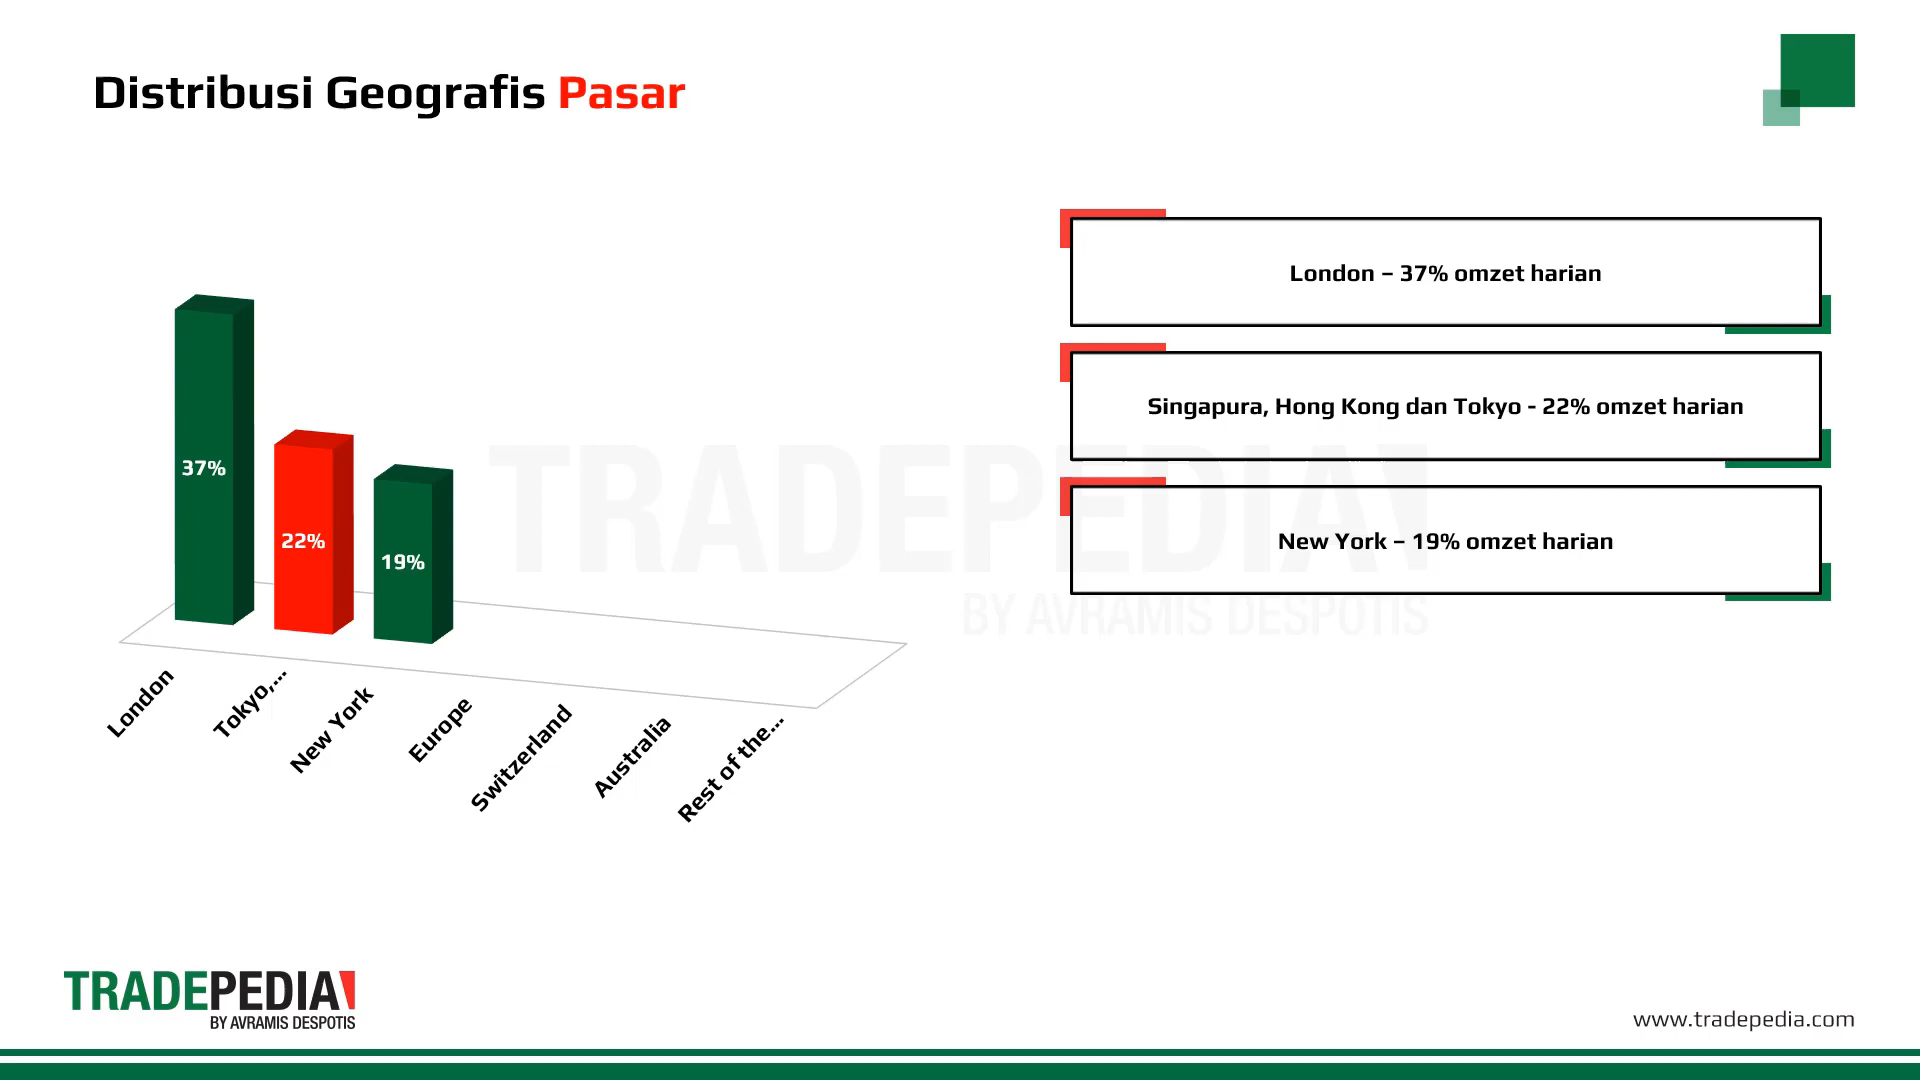 Distribusi Geografis Pasar
London – 37% omzet harian
Singapura, Hong Kong dan Tokyo - 22% omzet harian
New York – 19% omzet harian
37%
22%
19%
London
Tokyo,...
New York
Europe
Switzerland
Australia
Rest of the...
TRADEPEDIA
BY AVRAMIS DESPOTIS
TRADEPEDIA
BY AVRAMIS DESPOTIS
www.tradepedia.com